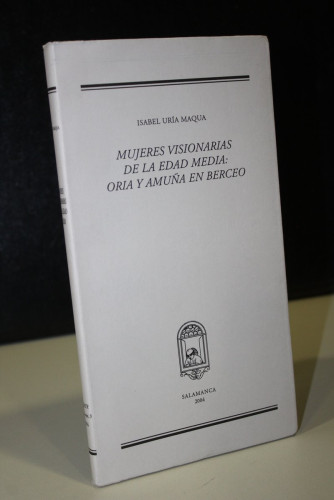 ISABEL URÍA MAQUA
MUJERES VISIONARIAS
DE LA EDAD MEDIA:
ORIA Y AMUÑA EN BERCEO
SALAMANCA
2004